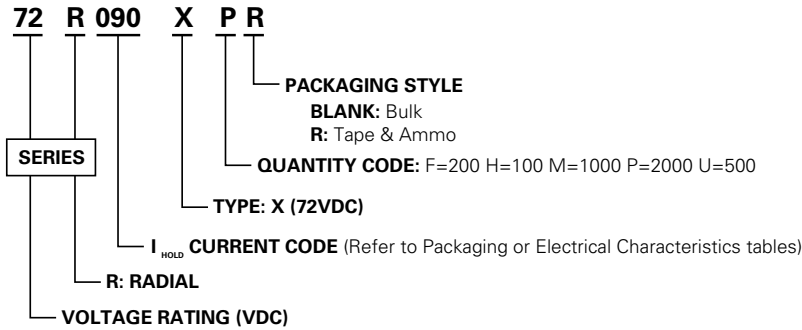 72 R 090 X P R
PACKAGING STYLE
BLANK: Bulk
R: Tape & Ammo
SERIES
QUANTITY CODE: F=200 H=100 M=1000 P=2000 U=500
TYPE: X (72VDC)
I HOLD CURRENT CODE (Refer to Packaging or Electrical Characteristics tables)
R: RADIAL
VOLTAGE RATING (VDC)